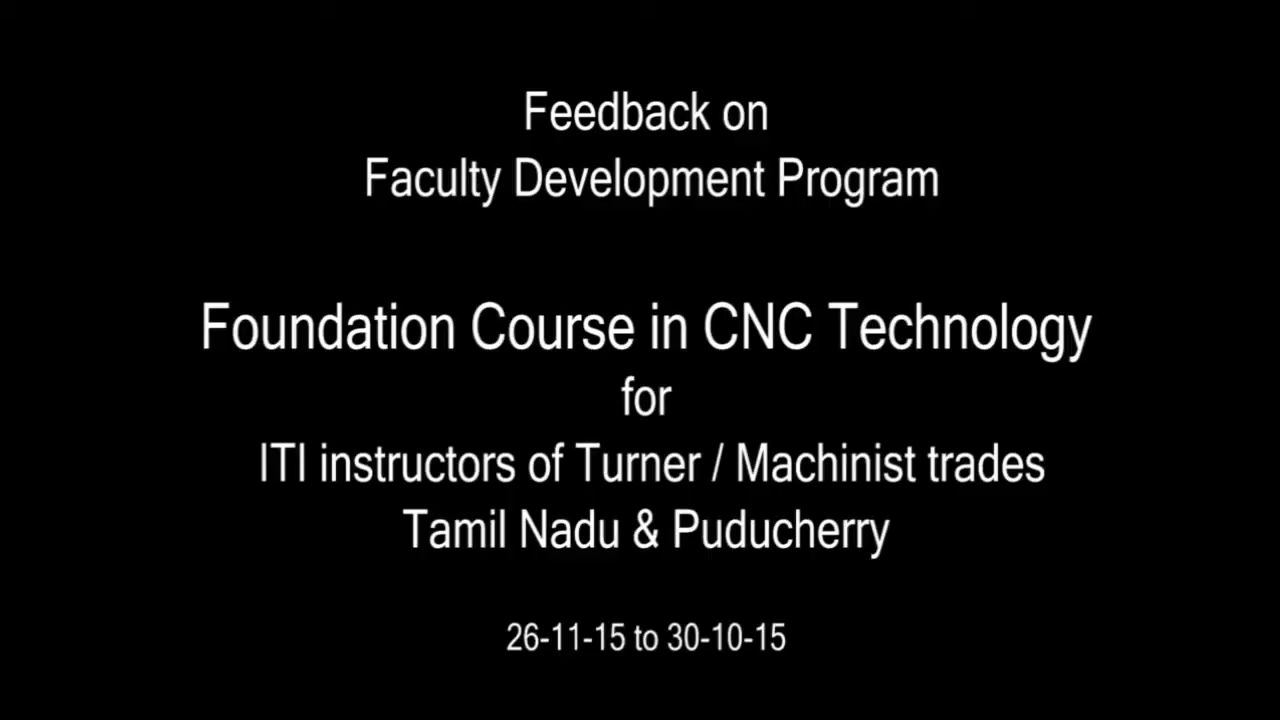 Feedback on
Faculty Development Program
Foundation Course in CNC Technology
for
ITI instructors of Turner / Machinist trades
Tamil Nadu & Puducherry
26-11-15 to 30-10-15